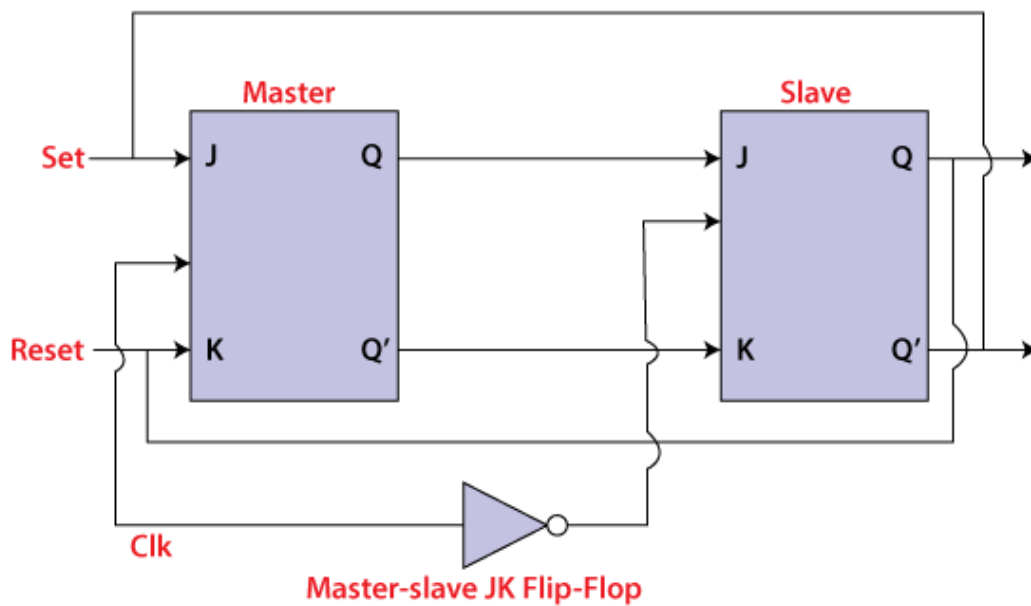 Master
Slave
Set
J
Q
J
Q
Reset
K
Q’
K
Q’
Clk
Master-slave JK Flip-Flop